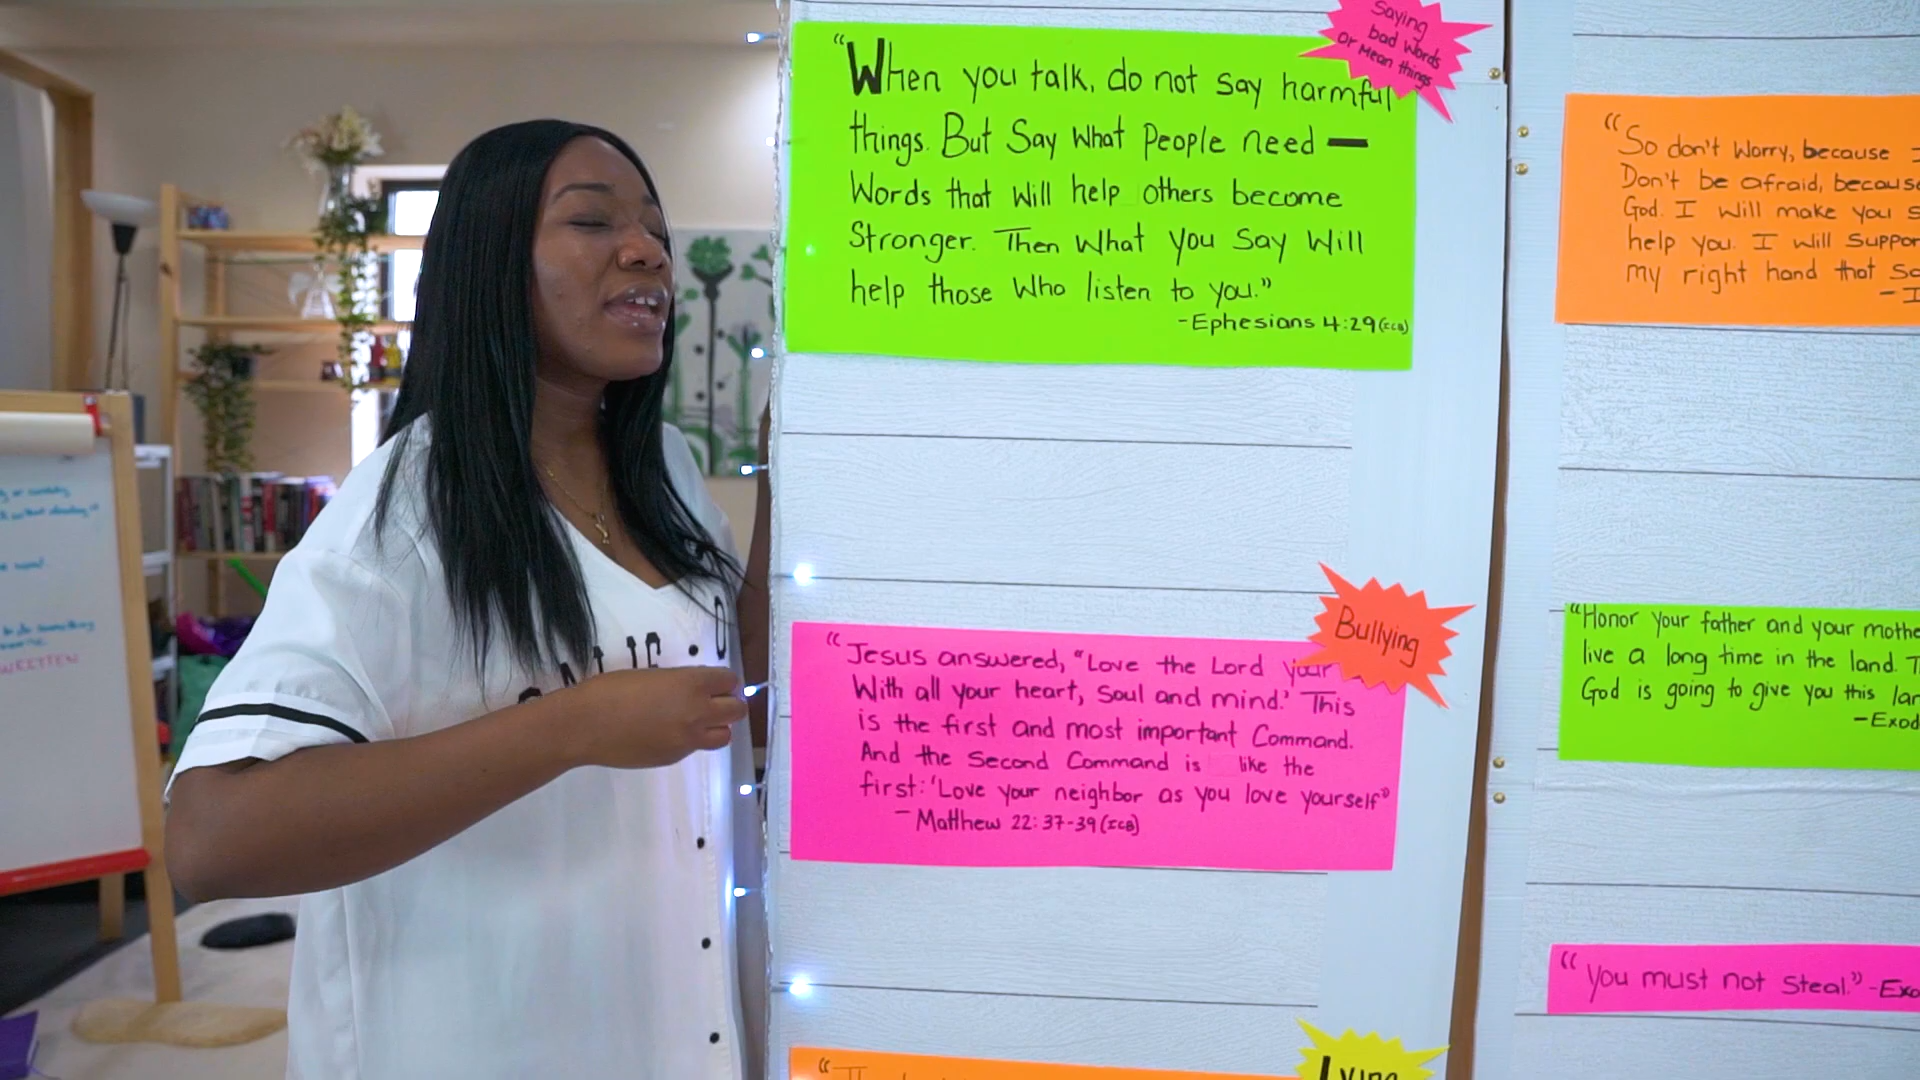 Saying
bad Words
Or Mean things
“When you talk, do not say harmful
things. But Say What People need —
Words that will help others become
Stronger. Then What you Say Will
help those Who listen to you.”
-Ephesians 4:29 (ICB)
Bullying
“Jesus answered, “Love the Lord your
With all your heart, Soul and mind.' This
is the first and most important Command.
And the Second Command is like the
first: 'Love your neighbor as you love yourself”
- Matthew 22:37-39 (ICB)
Lying
“So don't Worry, because
Don't be afraid, because
God. I will make you
help you. I will
my right hand that
“Honor your father and your
live a long time in the land.
God is going to give you this
“You must not Steal.”
WRITTEN